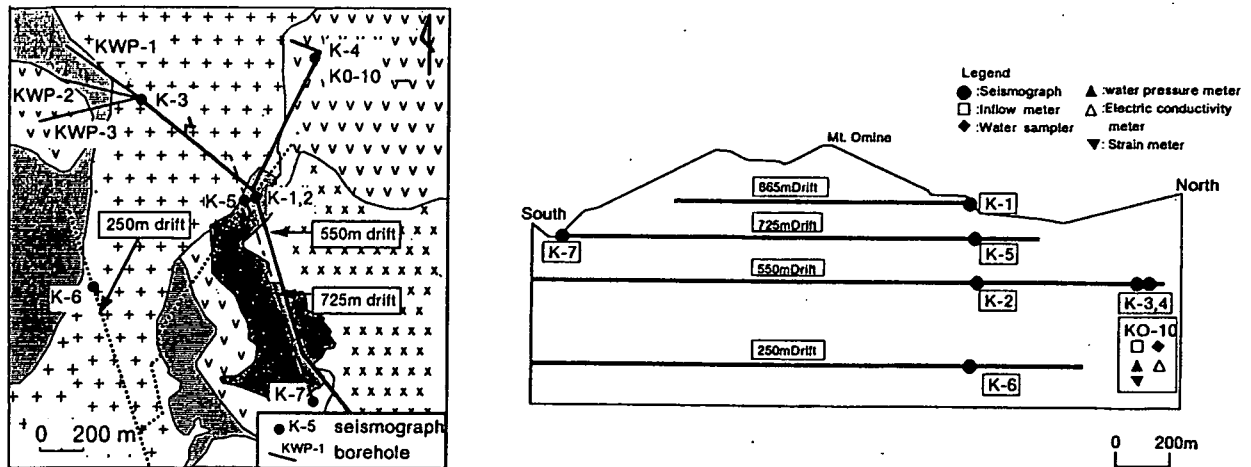 KWP-1
K-4
KO-10
KWP-2
K-3
KWP-3
K-5
K-1,2
250m drift
550m drift
K-6
725m drift
K-7
0 200 m
K-5 seismograph
KWP-1 borehole
Legend
:Seismograph
:water pressure meter
:Inflow meter
:Electric conductivity
meter
:Water sampler
:Strain meter
Mt. Omine
865mDrift
North
South
K-1
725mDrift
K-7
K-5
550mDrift
K-2
K-3,4
KO-10
250mDrift
K-6
0 200m